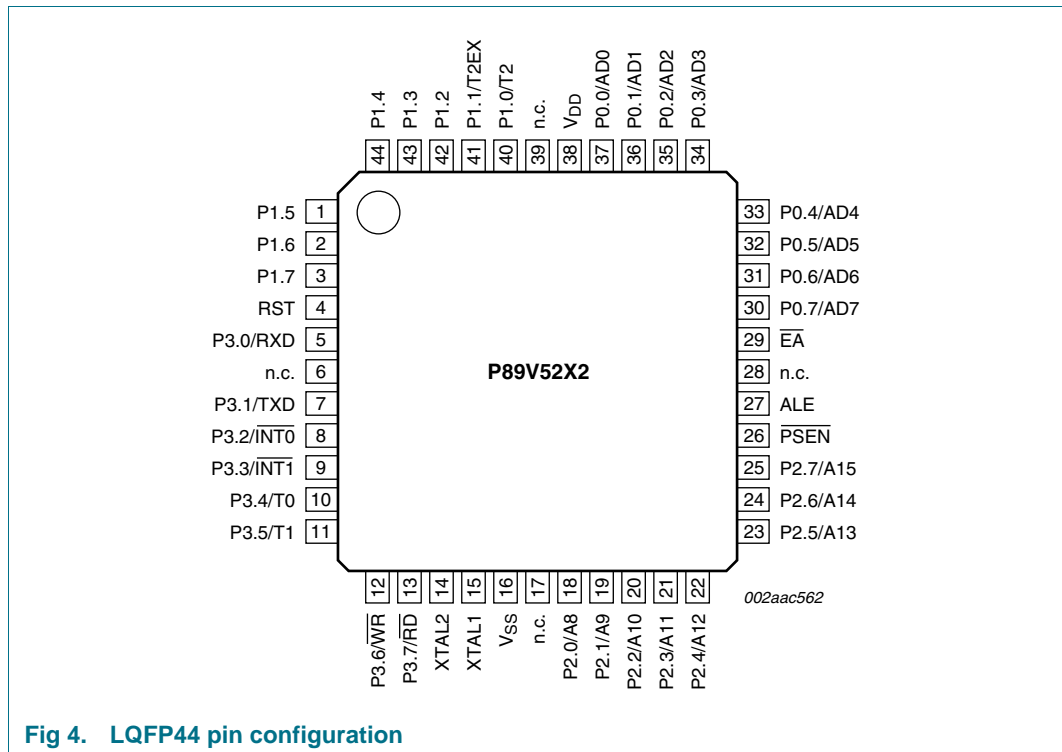 P1.4
P1.3
P1.2
P1.1/T2EX
P1.0/T2
n.c.
VDD
P0.0/AD0
P0.1/AD1
P0.2/AD2
P0.3/AD3
44
43
42
41
40
39
38
37
36
35
34
P1.5 1
P1.6 2
P1.7 3
RST 4
P3.0/RXD 5
n.c. 6
P3.1/TXD 7
P3.2/INT0 8
P3.3/INT1 9
P3.4/T0 10
P3.5/T1 11
P89V52X2
33 P0.4/AD4
32 P0.5/AD5
31 P0.6/AD6
30 P0.7/AD7
29 EA
28 n.c.
27 ALE
26 PSEN
25 P2.7/A15
24 P2.6/A14
23 P2.5/A13
12
13
14
15
16
17
18
19
20
21
22
P3.6/WR
P3.7/RD
XTAL2
XTAL1
VSS
n.c.
P2.0/A8
P2.1/A9
P2.2/A10
P2.3/A11
P2.4/A12
002aac562
Fig 4. LQFP44 pin configuration